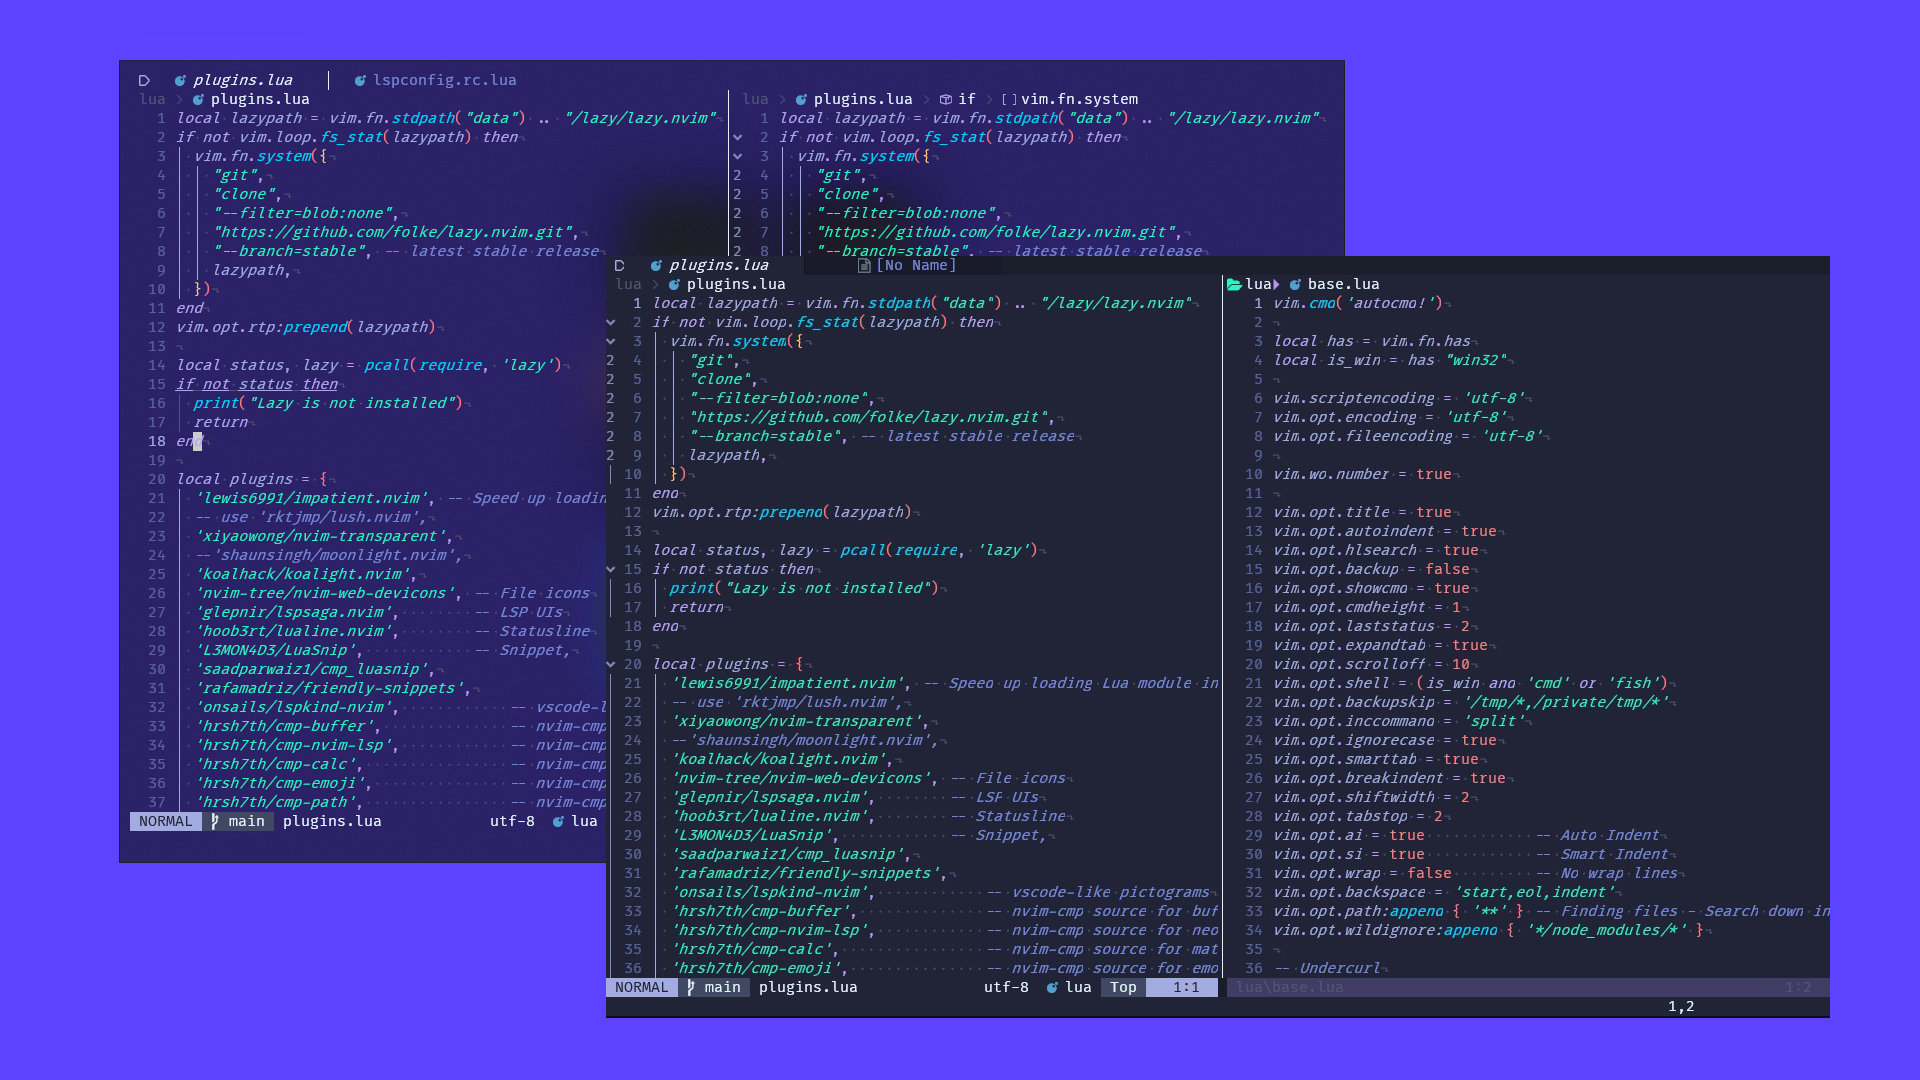 plugins.lua lspconfig.rc.lua
lua > plugins.lua
1 local lazypath = vim.fn.stdpath("data") .. "/lazy/lazy.nvim"
2 if not vim.loop.fs_stat(lazypath) then
3 vim.fn.system({
4 "git",
5 "clone",
6 "--filter=blob:none",
7 "https://github.com/folke/lazy.nvim.git",
8 "--branch=stable", -- latest stable release
9 lazypath,
10 })
11 end
12 vim.opt.rtp:prepend(lazypath)
13
14 local status, lazy = pcall(require, 'lazy')
15 if not status then
16 print("Lazy is not installed")
17 return
18 end
19
20 local plugins = {
21 'lewis6991/impatient.nvim', -- Speed up loadin
22 -- use 'rktjmp/lush.nvim',
23 'xiyaowong/nvim-transparent',
24 --'shaunsingh/moonlight.nvim',
25 'koalhack/koalight.nvim',
26 'nvim-tree/nvim-web-devicons', -- File icons
27 'glepnir/lspsaga.nvim', -- LSP UIs
28 'hoob3rt/lualine.nvim', -- Statusline
29 'L3MON4D3/LuaSnip', -- Snippet,
30 'saadparwaiz1/cmp_luasnip',
31 'rafamadriz/friendly-snippets',
32 'onsails/lspkind-nvim', -- vscode-l
33 'hrsh7th/cmp-buffer', -- nvim-cmp
34 'hrsh7th/cmp-nvim-lsp', -- nvim-cmp
35 'hrsh7th/cmp-calc', -- nvim-cmp
36 'hrsh7th/cmp-emoji', -- nvim-cmp
37 'hrsh7th/cmp-path', -- nvim-cmp
NORMAL main plugins.lua utf-8 lua
lua > plugins.lua > if > [] vim.fn.system
1 local lazypath = vim.fn.stdpath("data") .. "/lazy/lazy.nvim"
2 if not vim.loop.fs_stat(lazypath) then
3 vim.fn.system({
2 4 "git",
2 5 "clone",
2 6 "--filter=blob:none",
2 7 "https://github.com/folke/lazy.nvim.git",
2 8 "--branch=stable", -- latest stable release
plugins.lua [No Name]
lua > plugins.lua
1 local lazypath = vim.fn.stdpath("data") .. "/lazy/lazy.nvim"
2 if not vim.loop.fs_stat(lazypath) then
3 vim.fn.system({
2 4 "git",
2 5 "clone",
2 6 "--filter=blob:none",
2 7 "https://github.com/folke/lazy.nvim.git",
2 8 "--branch=stable", -- latest stable release
2 9 lazypath,
10 })
11 end
12 vim.opt.rtp:prepend(lazypath)
13
14 local status, lazy = pcall(require, 'lazy')
15 if not status then
16 print("Lazy is not installed")
17 return
18 end
19
20 local plugins = {
21 'lewis6991/impatient.nvim', -- Speed up loading Lua module in
22 -- use 'rktjmp/lush.nvim',
23 'xiyaowong/nvim-transparent',
24 --'shaunsingh/moonlight.nvim',
25 'koalhack/koalight.nvim',
26 'nvim-tree/nvim-web-devicons', -- File icons
27 'glepnir/lspsaga.nvim', -- LSP UIs
28 'hoob3rt/lualine.nvim', -- Statusline
29 'L3MON4D3/LuaSnip', -- Snippet,
30 'saadparwaiz1/cmp_luasnip',
31 'rafamadriz/friendly-snippets',
32 'onsails/lspkind-nvim', -- vscode-like pictograms
33 'hrsh7th/cmp-buffer', -- nvim-cmp source for buf
34 'hrsh7th/cmp-nvim-lsp', -- nvim-cmp source for neo
35 'hrsh7th/cmp-calc', -- nvim-cmp source for mat
36 'hrsh7th/cmp-emoji', -- nvim-cmp source for emo
NORMAL main plugins.lua utf-8 lua Top 1:1
lua base.lua
1 vim.cmd('autocmd!')
2
3 local has = vim.fn.has
4 local is_win = has "win32"
5
6 vim.scriptencoding = 'utf-8'
7 vim.opt.encoding = 'utf-8'
8 vim.opt.fileencoding = 'utf-8'
9
10 vim.wo.number = true
11
12 vim.opt.title = true
13 vim.opt.autoindent = true
14 vim.opt.hlsearch = true
15 vim.opt.backup = false
16 vim.opt.showcmd = true
17 vim.opt.cmdheight = 1
18 vim.opt.laststatus = 2
19 vim.opt.expandtab = true
20 vim.opt.scrolloff = 10
21 vim.opt.shell = (is_win and 'cmd' or 'fish')
22 vim.opt.backupskip = '/tmp/*,/private/tmp/*'
23 vim.opt.inccommand = 'split'
24 vim.opt.ignorecase = true
25 vim.opt.smarttab = true
26 vim.opt.breakindent = true
27 vim.opt.shiftwidth = 2
28 vim.opt.tabstop = 2
29 vim.opt.ai = true -- Auto Indent
30 vim.opt.si = true -- Smart Indent
31 vim.opt.wrap = false -- No wrap lines
32 vim.opt.backspace = 'start,eol,indent'
33 vim.opt.path:append { '**' } -- Finding files - Search down in
34 vim.opt.wildignore:append { '*/node_modules/*' }
35
36 -- Undercurl
lua\base.lua 1:2
1,2